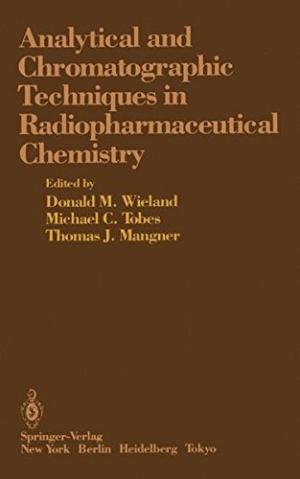 Analytical and
Chromatographic
Techniques in
Radiopharmaceutical
Chemistry
Edited by
Donald M. Wieland
Michael C. Tobes
Thomas J. Mangner
Springer-Verlag
New York Berlin Heidelberg Tokyo